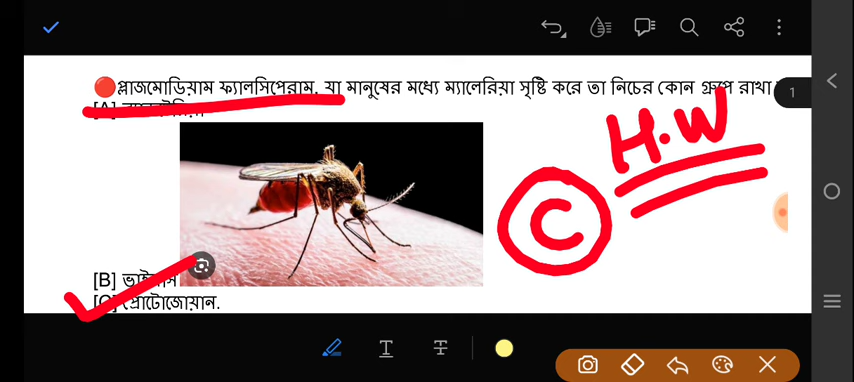 🔴প্লাজমোডিয়াম ফ্যালসিপেরাম. যা মানুষের মধ্যে ম্যালেরিয়া সৃষ্টি করে তা নিচের কোন গ্রুপে রাখা
1
[A]
H.W
C
[B] ভাইরাস
[C] প্রোটোজোয়ান.